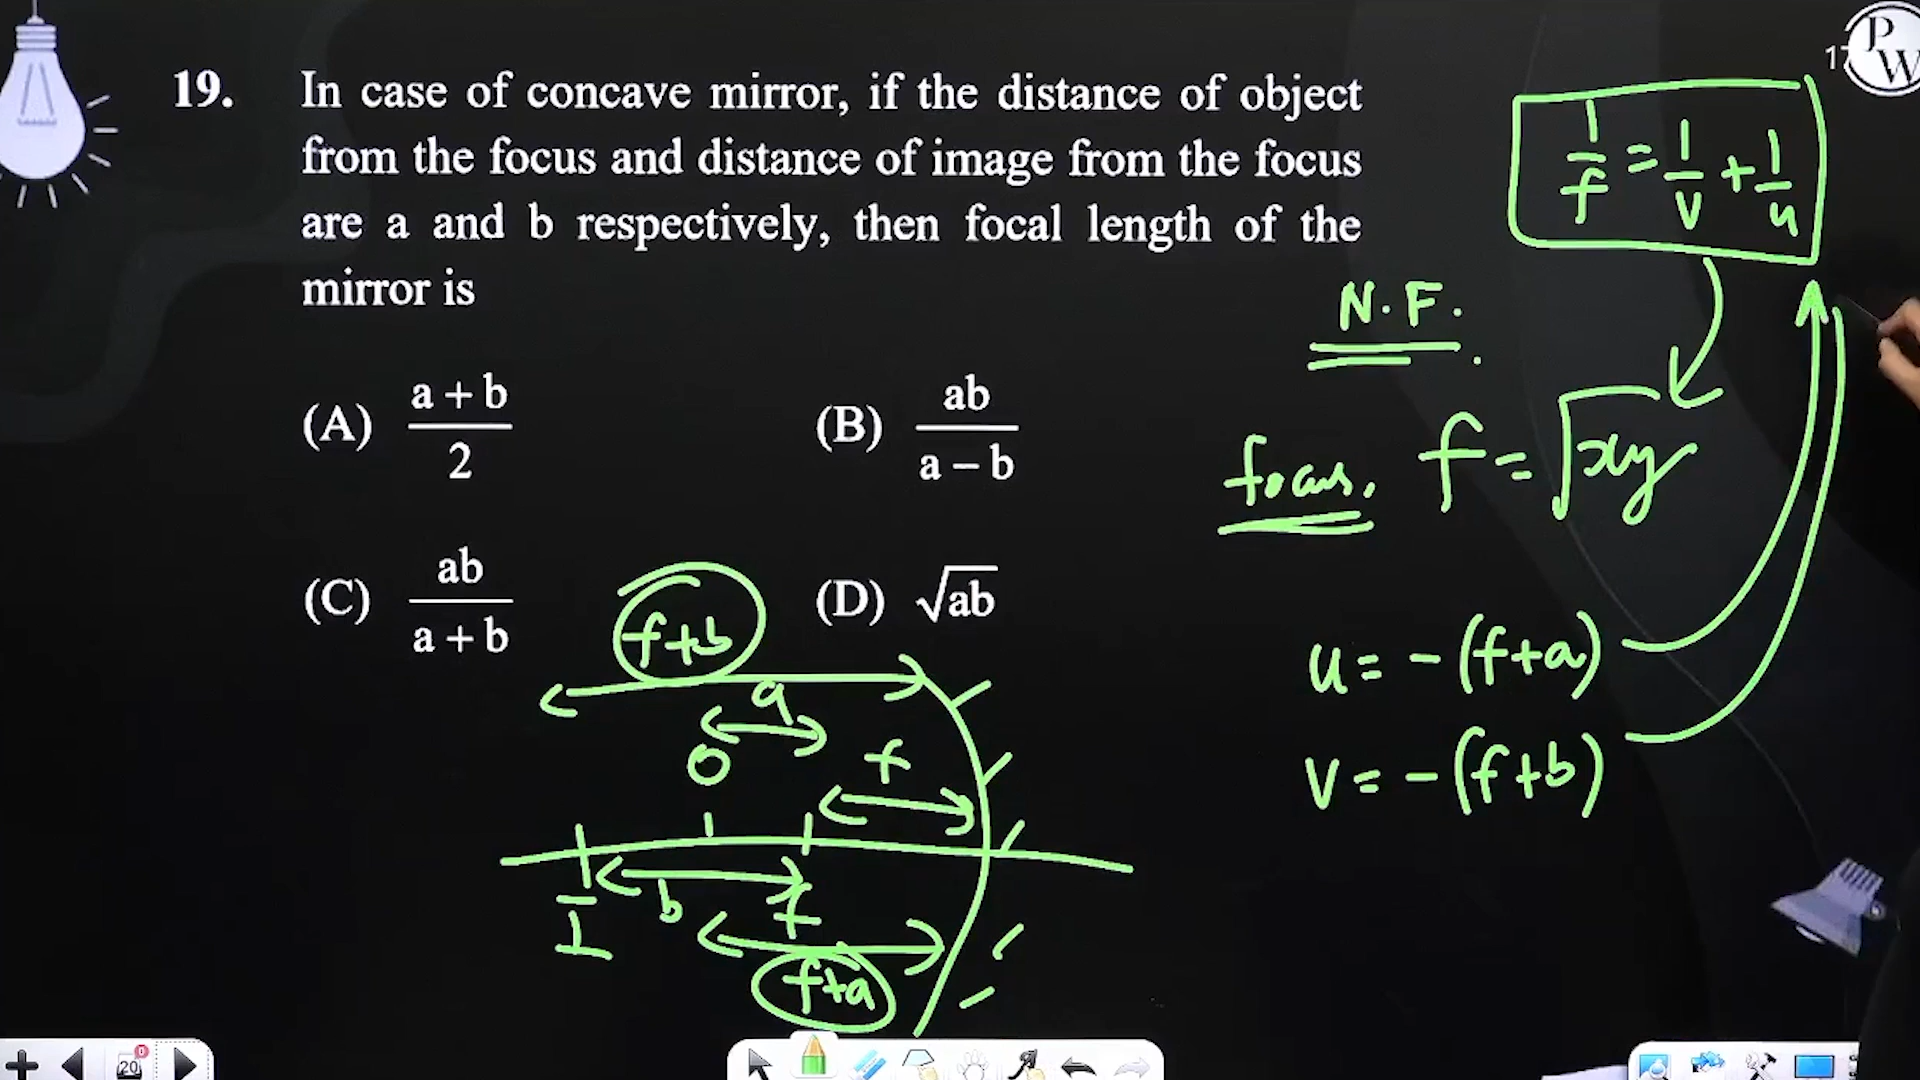 19. In case of concave mirror, if the distance of object
from the focus and distance of image from the focus
are a and b respectively, then focal length of the
mirror is
(A) a + b / 2
(B) ab / a − b
(C) ab / a + b
(D) √ab
PW
1/f = 1/v + 1/u
N.F.
focus, f = √xy
u = - (f+a)
v = - (f+b)
f+b
a
O
f
b
f
I
f+a
20